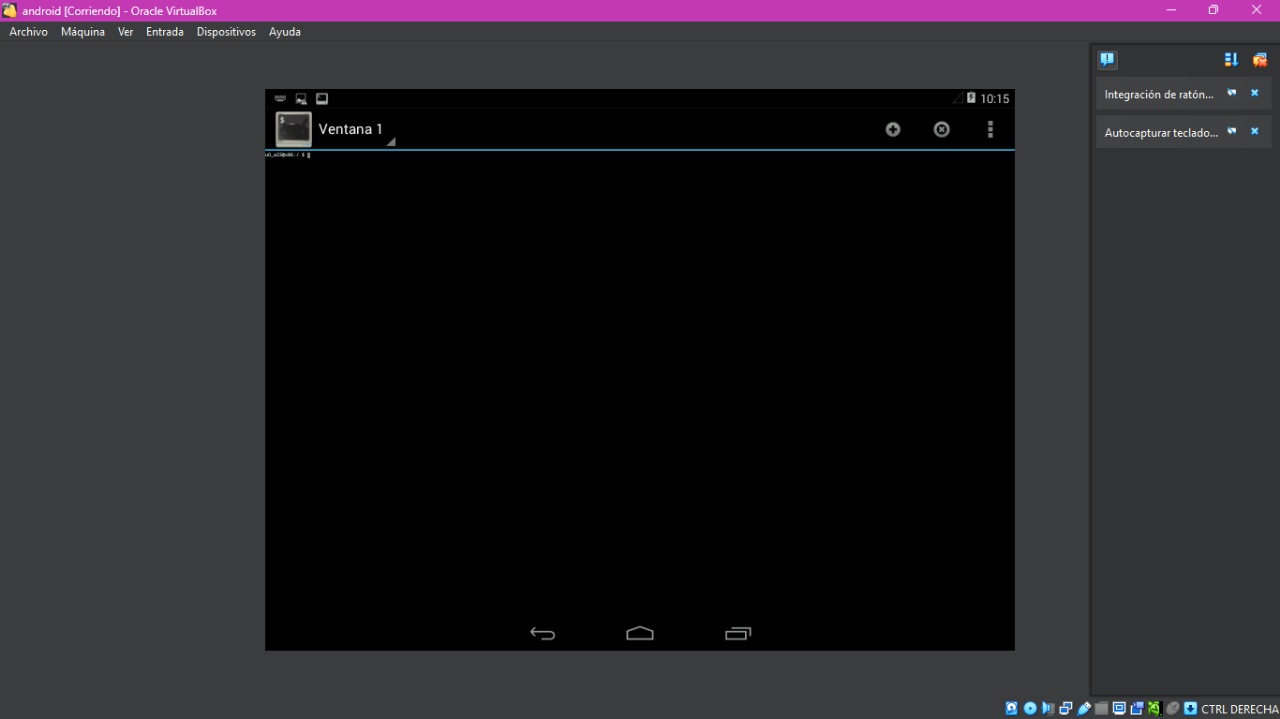 android [Corriendo] - Oracle VirtualBox
Archivo Máquina Ver Entrada Dispositivos Ayuda
Integración de ratón...
Autocapturar teclado...
10:15
Ventana 1
CTRL DERECHA